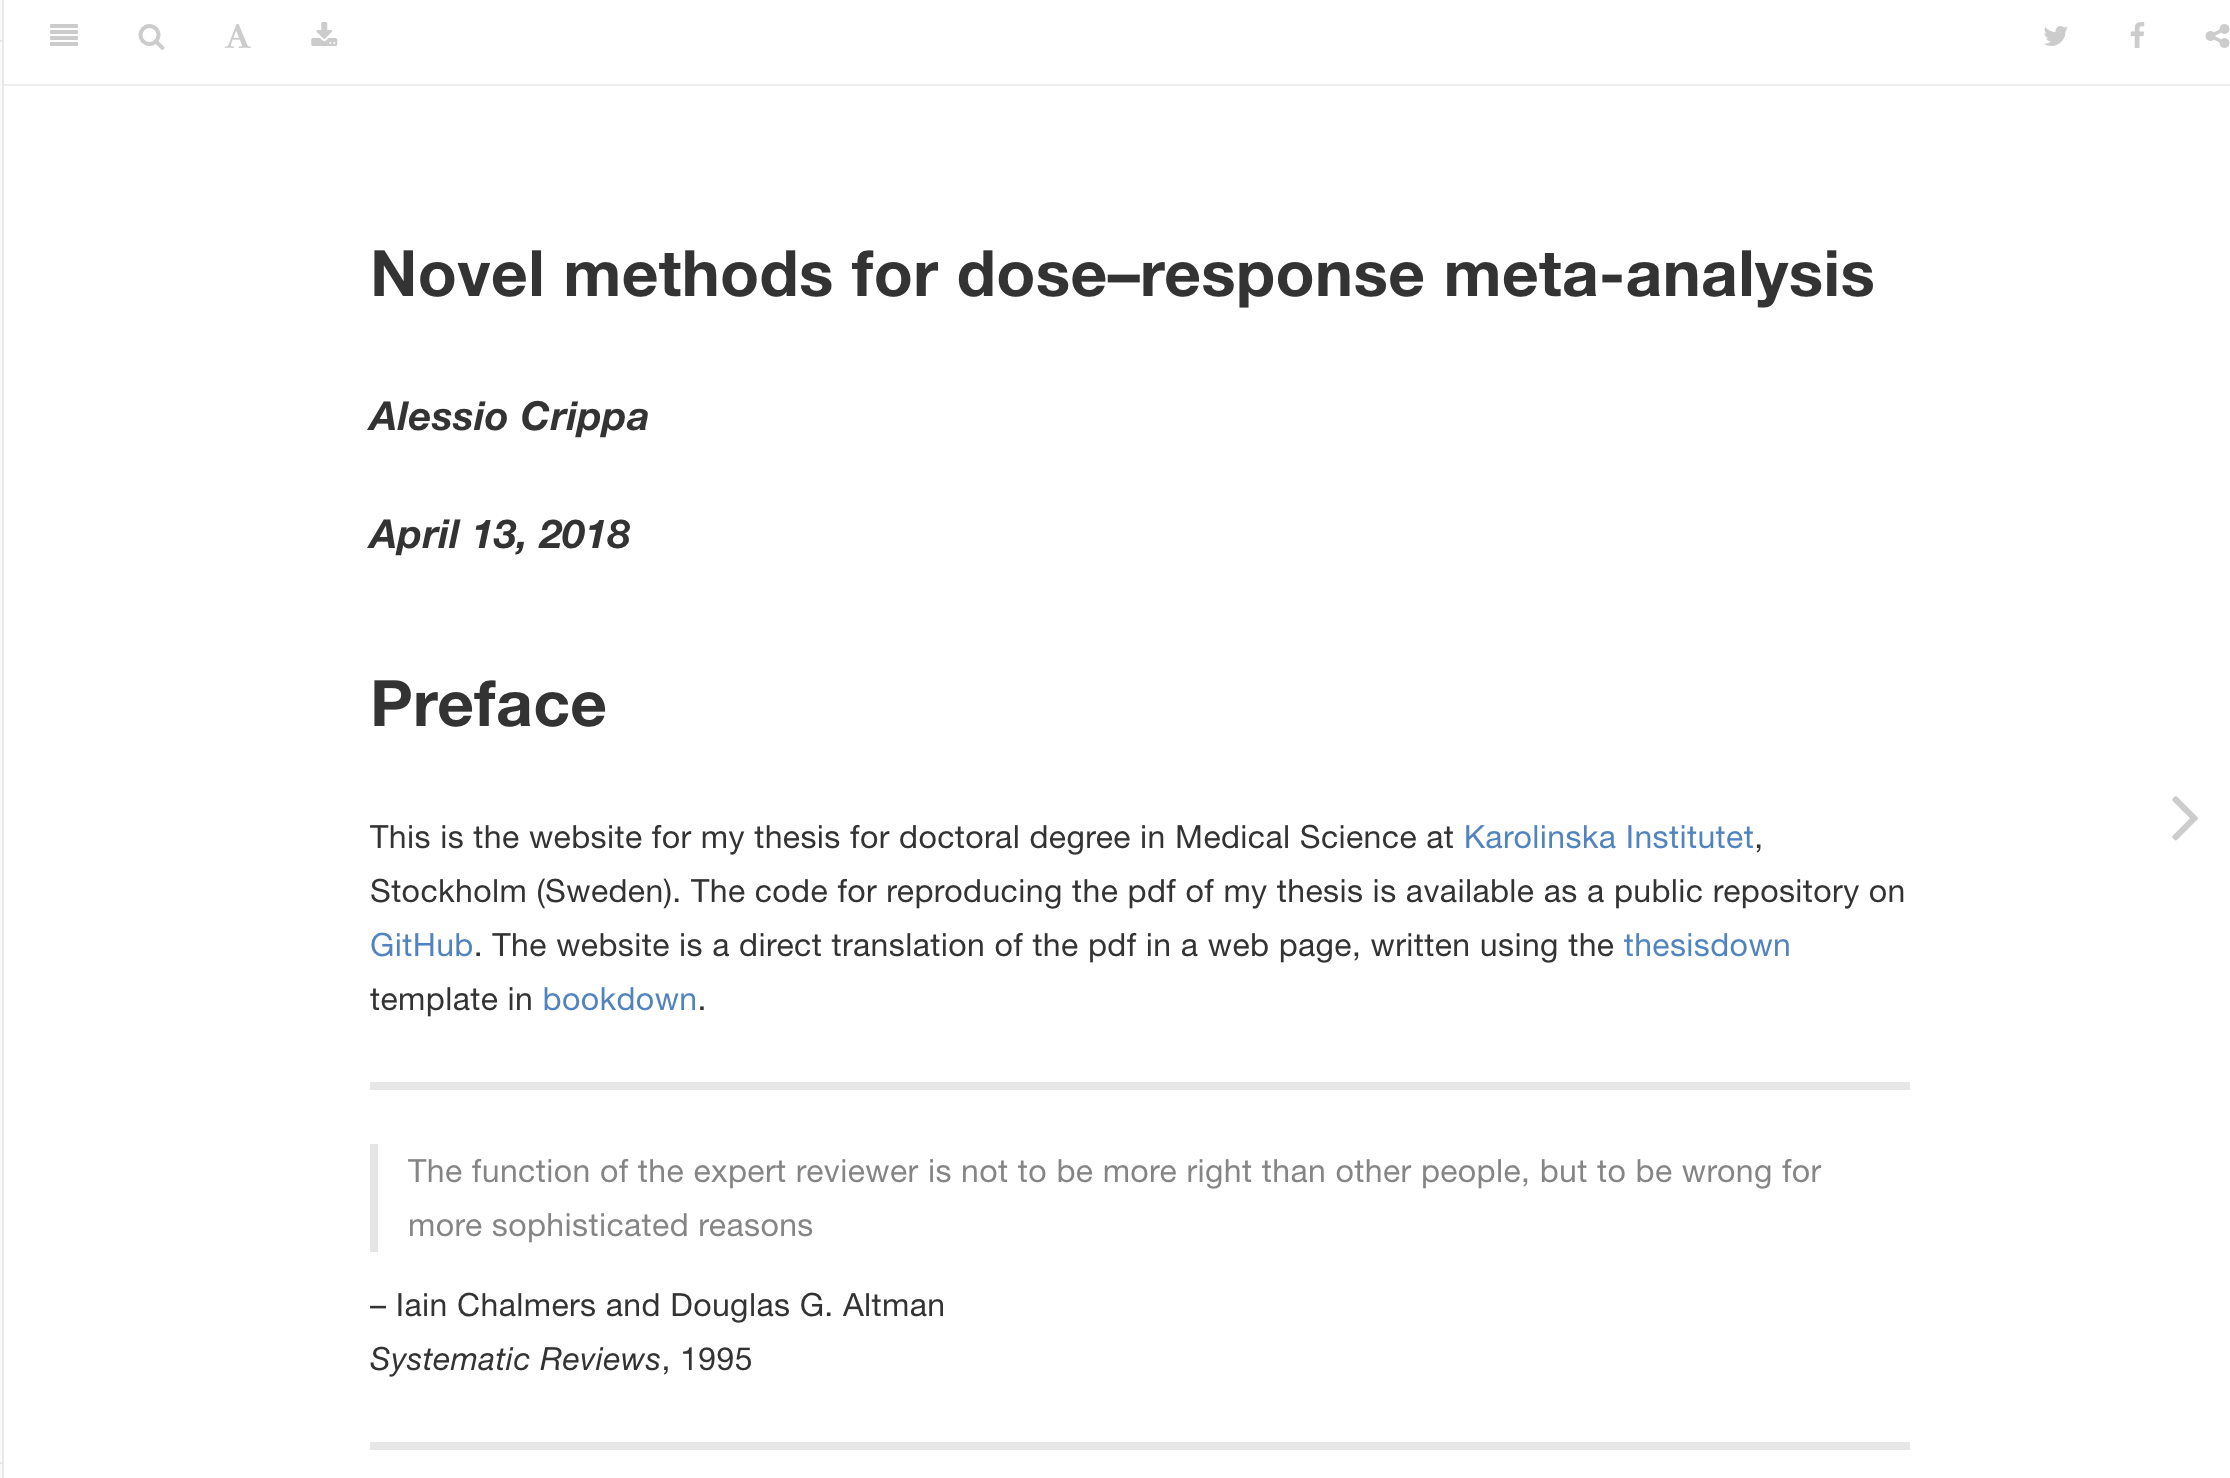 Novel methods for dose–response meta-analysis
Alessio Crippa
April 13, 2018
Preface
This is the website for my thesis for doctoral degree in Medical Science at Karolinska Institutet,
Stockholm (Sweden). The code for reproducing the pdf of my thesis is available as a public repository on
GitHub. The website is a direct translation of the pdf in a web page, written using the thesisdown
template in bookdown.
The function of the expert reviewer is not to be more right than other people, but to be wrong for
more sophisticated reasons
– Iain Chalmers and Douglas G. Altman
Systematic Reviews, 1995